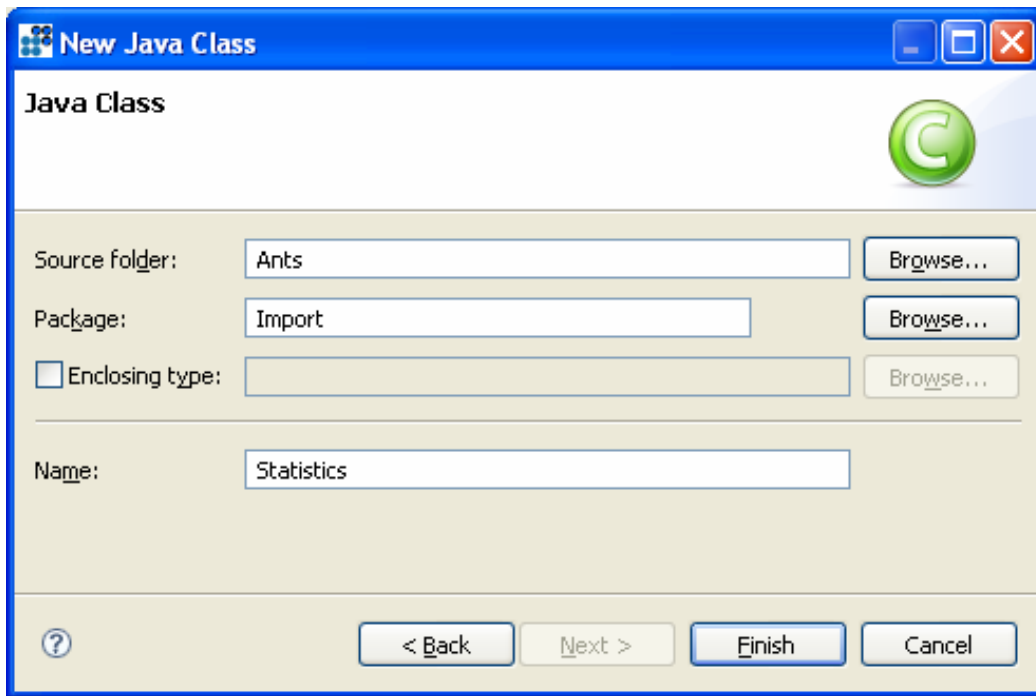 New Java Class
Java Class
C
Source folder: Ants Browse...
Package: Import Browse...
Enclosing type: Browse...
Name: Statistics
? < Back Next > Finish Cancel